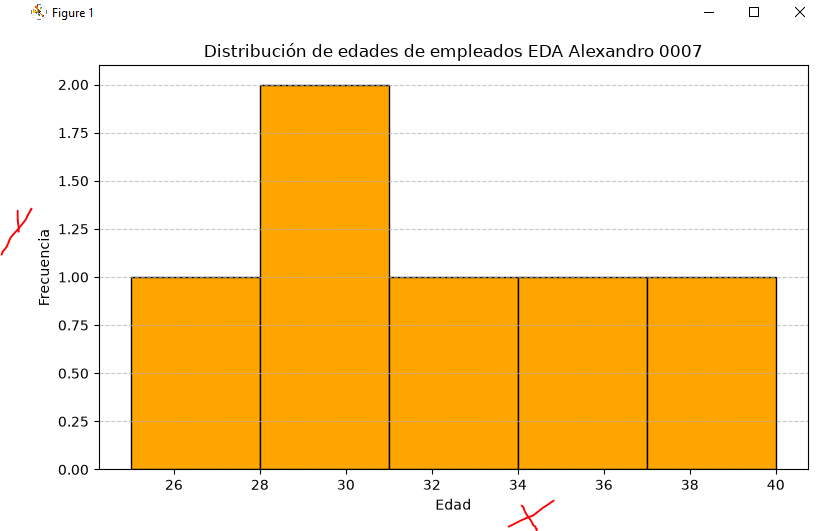 Figure 1
Distribución de edades de empleados EDA Alexandro 0007
2.00
1.75
1.50
1.25
1.00
0.75
0.50
0.25
0.00
Frecuencia
26 28 30 32 34 36 38 40
Edad